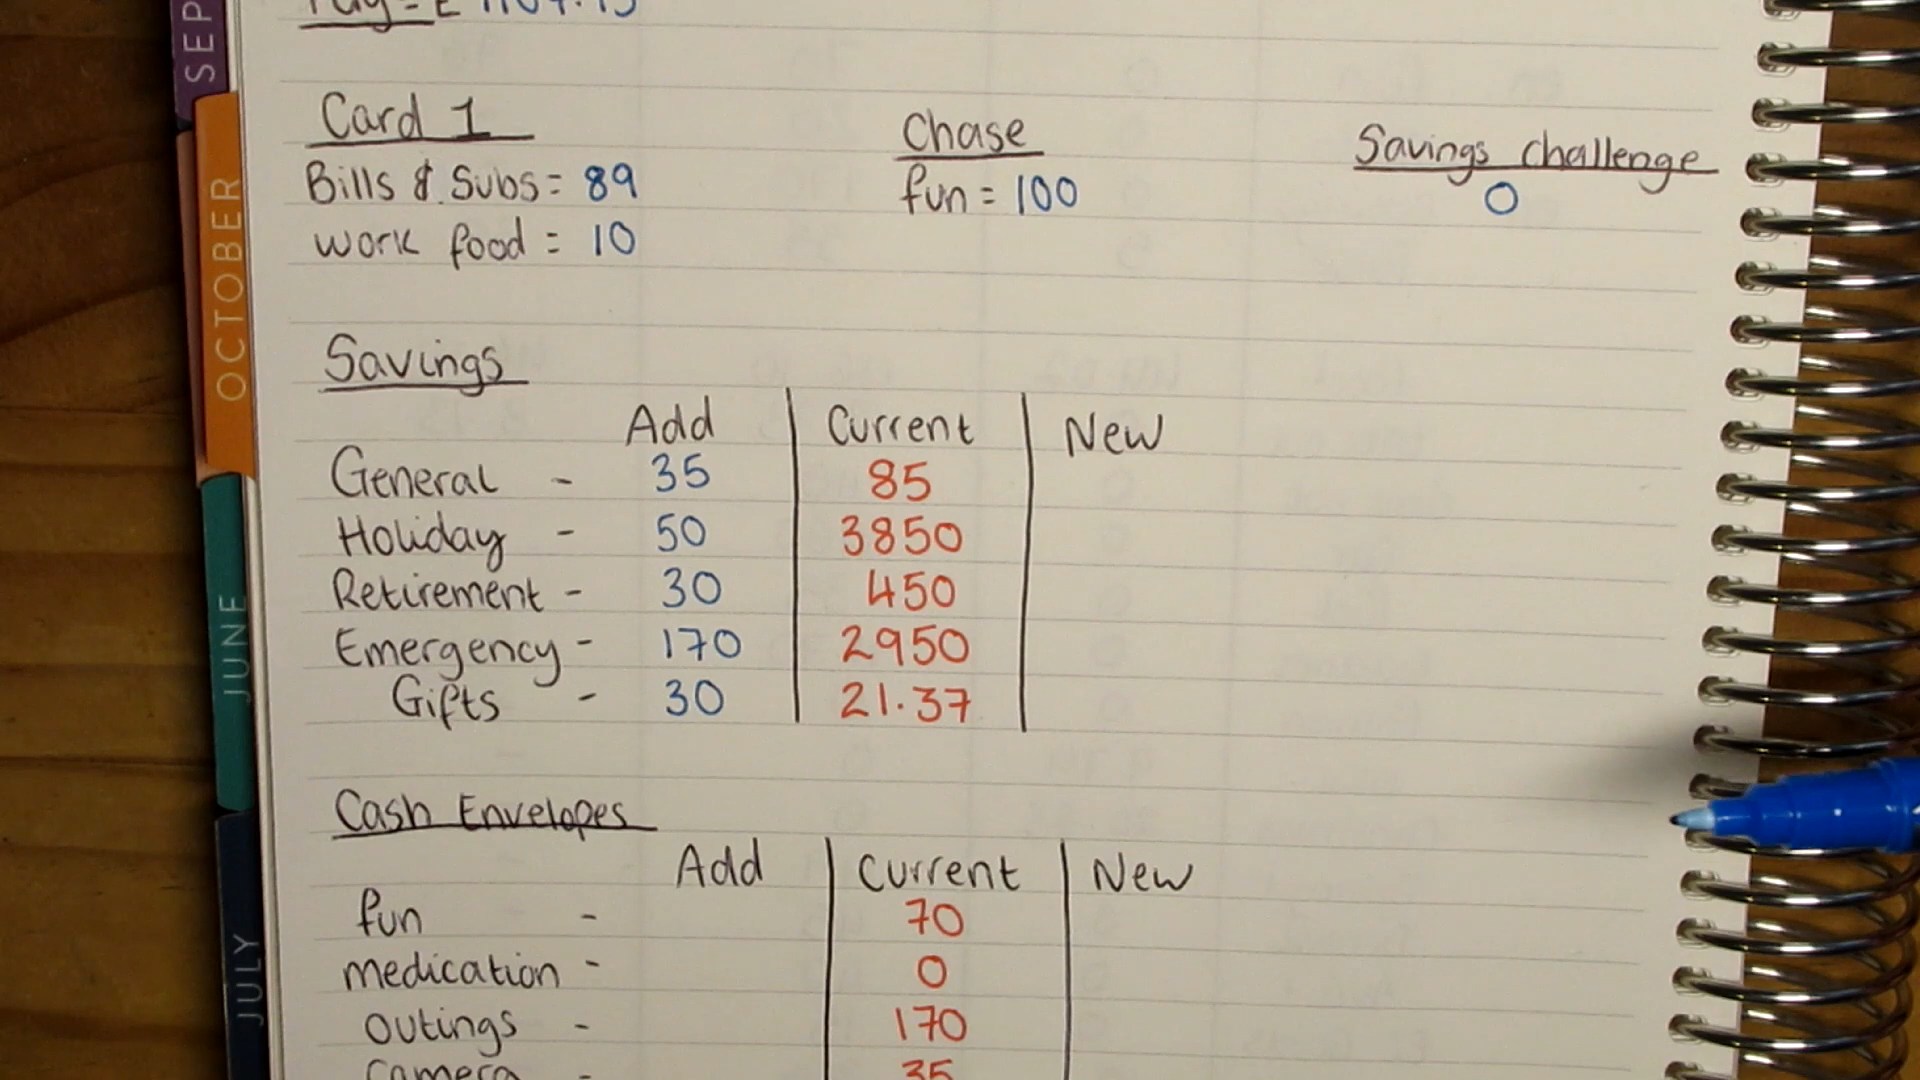 Card 1
Bills & Subs = 89
work food = 10
Chase
fun = 100
Savings challenge
0
Savings
Add Current New
General - 35 85
Holiday - 50 3850
Retirement - 30 450
Emergency - 170 2950
Gifts - 30 21.37
Cash Envelopes
Add Current New
fun - 70
medication - 0
outings - 170
camera - 35
SEP
OCTOBER
JUNE
JULY